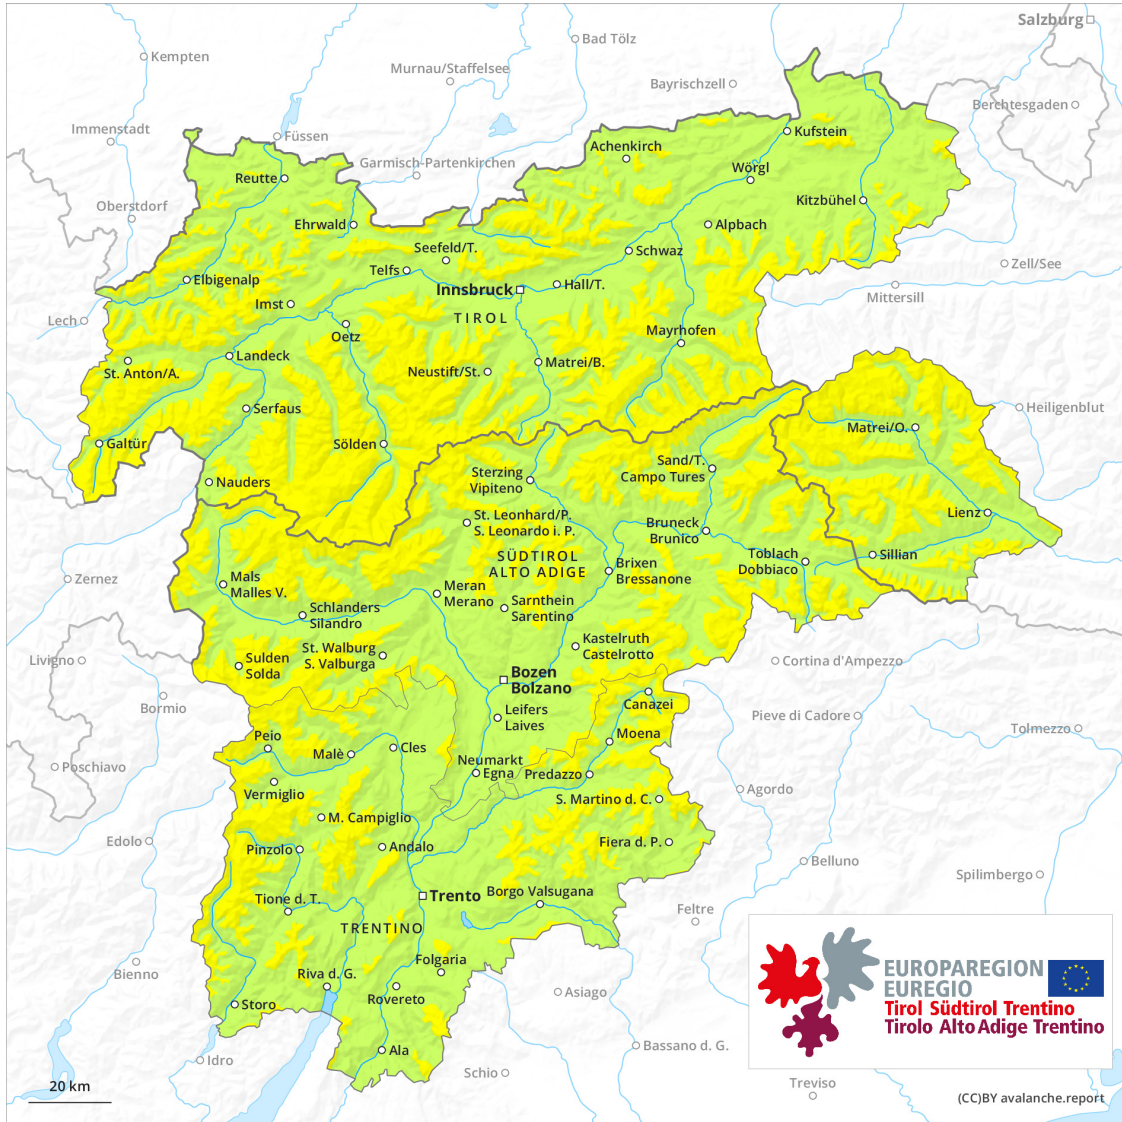 Salzburg
Bad Tölz
Kempten
Murnau/Staffelsee
Bayrischzell
Berchtesgaden
Immenstadt
Füssen
Kufstein
Achenkirch
Garmisch-Partenkirchen
Wörgl
Reutte
Oberstdorf
Kitzbühel
Ehrwald
Alpbach
Seefeld/T.
Schwaz
Telfs
Zell/See
Elbigenalp
Hall/T.
Innsbruck
Mittersill
Imst
TIROL
Lech
Oetz
Mayrhofen
Landeck
Matrei/B.
St. Anton/A.
Neustift/St.
Serfaus
Heiligenblut
Matrei/O.
Galtür
Sölden
Sand/T.
Campo Tures
Sterzing
Vipiteno
Nauders
Lienz
St. Leonhard/P.
S. Leonardo i. P.
Bruneck
Brunico
SÜDTIROL
ALTO ADIGE
Toblach
Dobbiaco
Sillian
Brixen
Bressanone
Zernez
Mals
Malles V.
Meran
Merano
Sarnthein
Sarentino
Schlanders
Silandro
Kastelruth
Castelrotto
St. Walburg
S. Valburga
Livigno
Sulden
Solda
Cortina d'Ampezzo
Bozen
Bolzano
Canazei
Bormio
Leifers
Laives
Pieve di Cadore
Tolmezzo
Peio
Moena
Malè
Cles
Neumarkt
Egna
Predazzo
Poschiavo
Vermiglio
S. Martino d. C.
Agordo
M. Campiglio
Edolo
Pinzolo
Andalo
Fiera d. P.
Belluno
Spilimbergo
Trento
Borgo Valsugana
Tione d. T.
Feltre
TRENTINO
Folgaria
Bienno
Riva d. G.
EUROPAREGION
EUREGIO
Tirol Südtirol Trentino
Tirolo Alto Adige Trentino
Storo
Rovereto
Asiago
Ala
Bassano d. G.
Idro
Schio
20 km
Treviso
(CC)BY avalanche.report